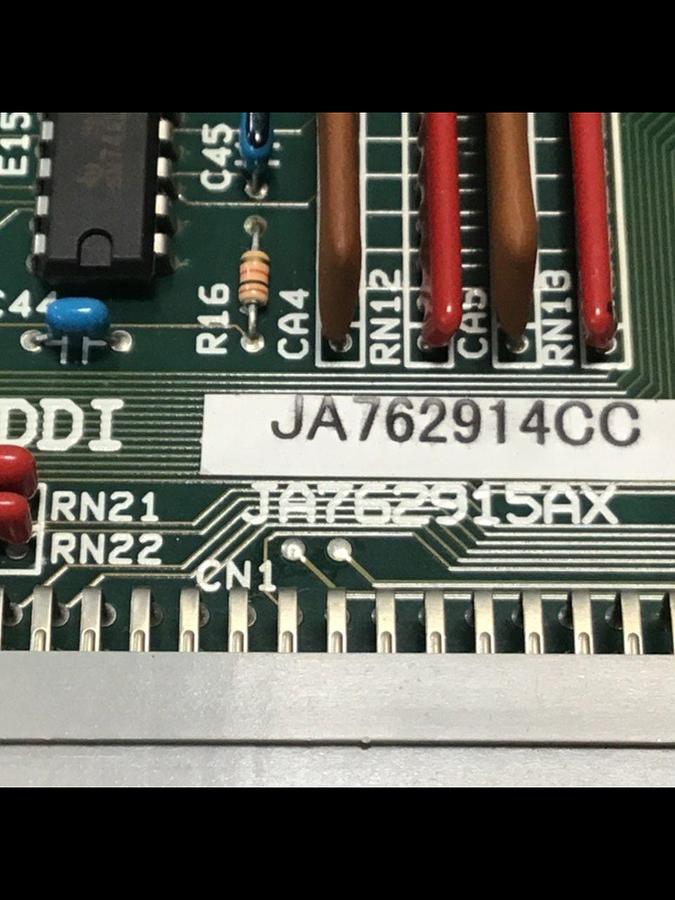 E15
C45
C44
R16
CA4
RN12
CA5
RN13
DDI
JA762914CC
RN21
JA762915AX
RN22
CN1